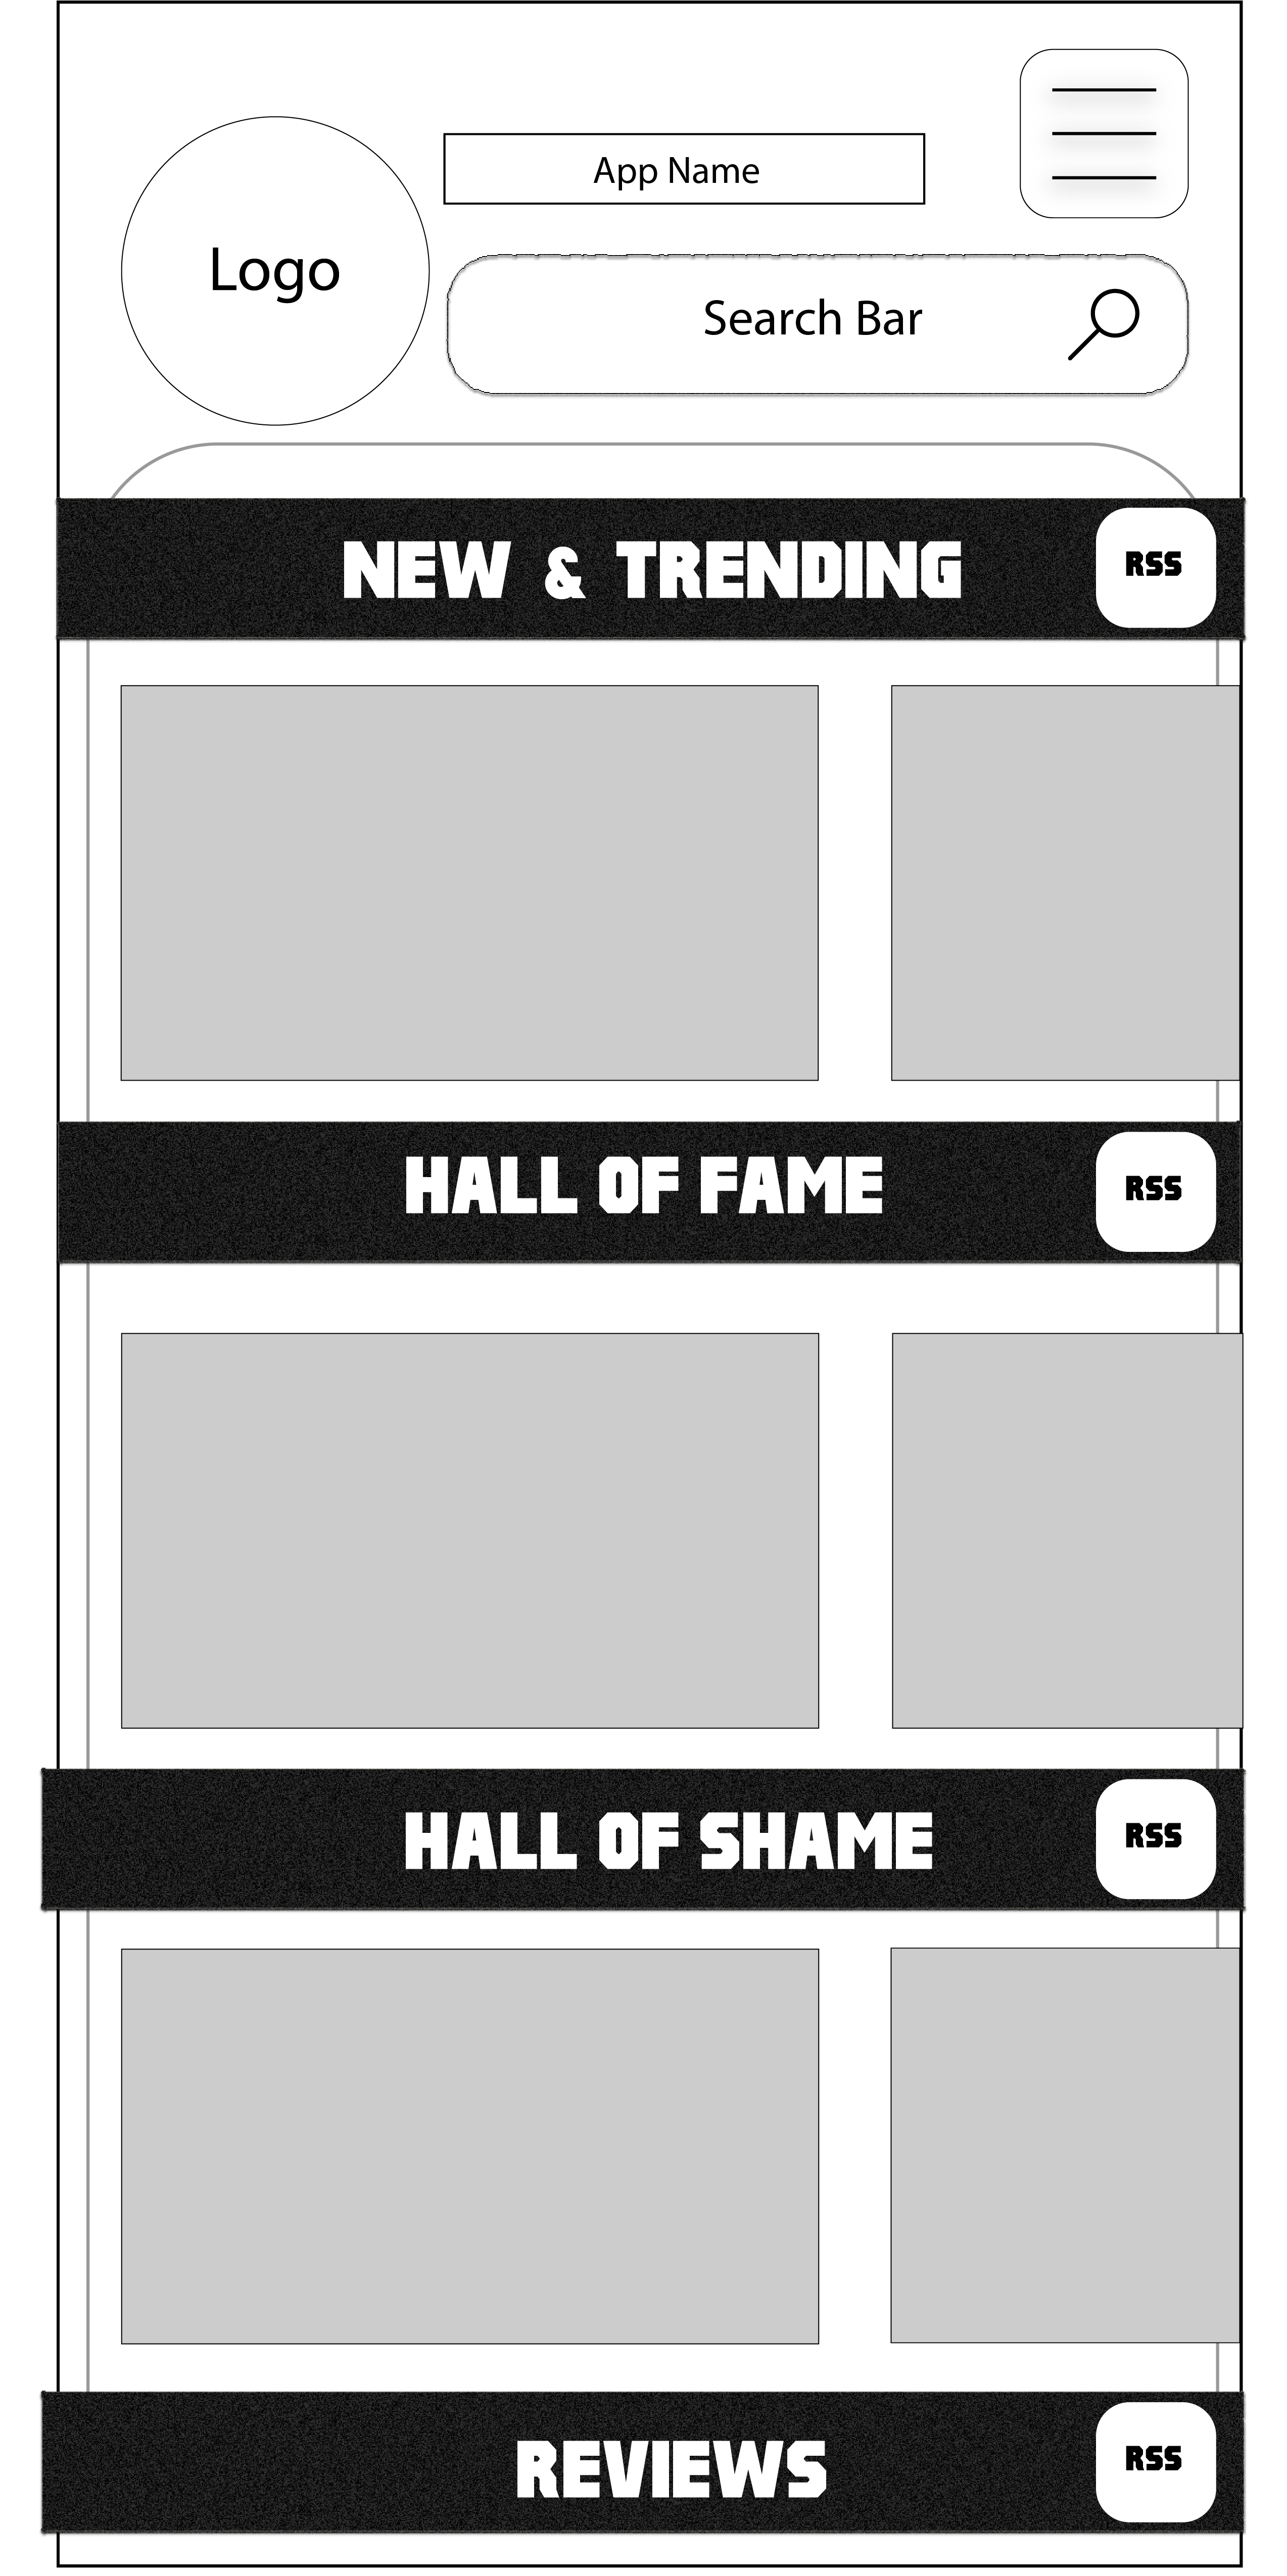 App Name
Logo
Search Bar
NEW & TRENDING
RSS
HALL OF FAME
RSS
HALL OF SHAME
RSS
REVIEWS
RSS